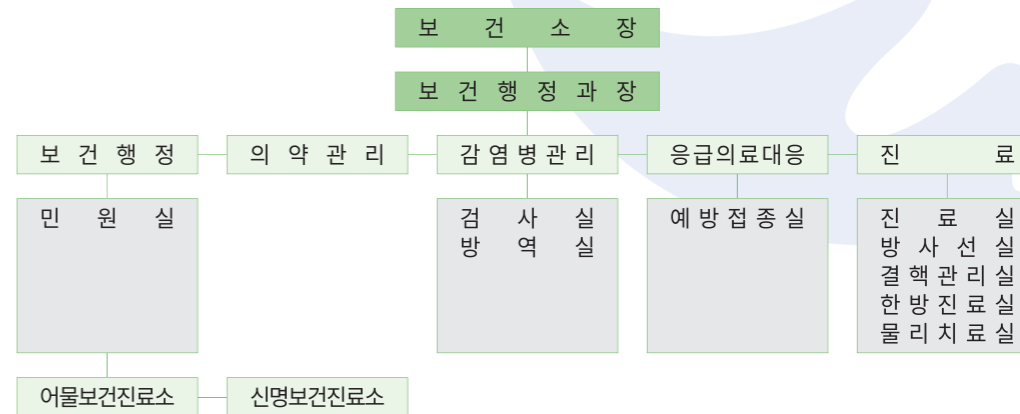 보건소장
보건행정과장
보건행정
의약관리
감염병관리
응급의료대응
진료
민원실
검사실
방역실
예방접종실
진료실
방사선실
결핵관리실
한방진료실
물리치료실
어물보건진료소
신명보건진료소